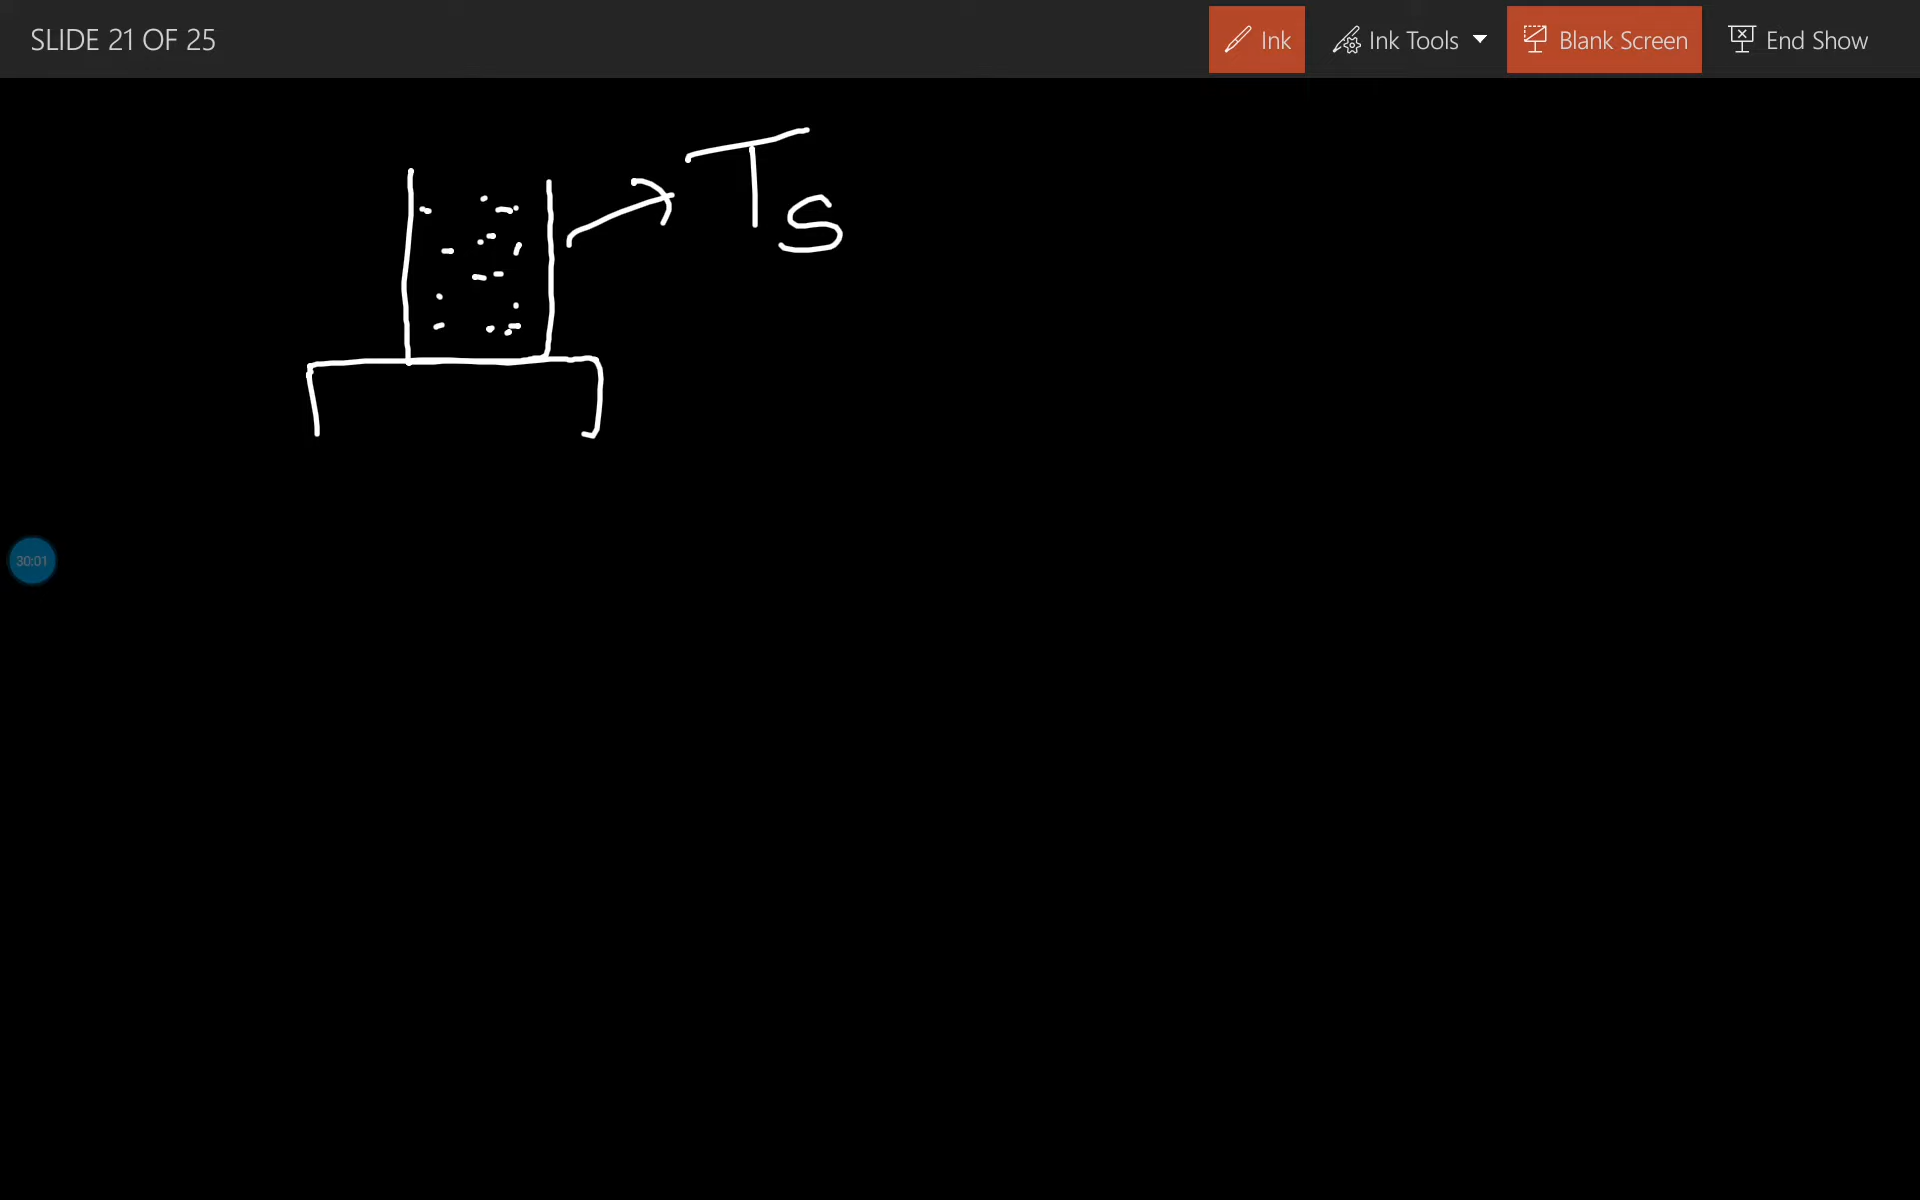 SLIDE 21 OF 25
Ink
Ink Tools
Blank Screen
End Show
Ts
30:01